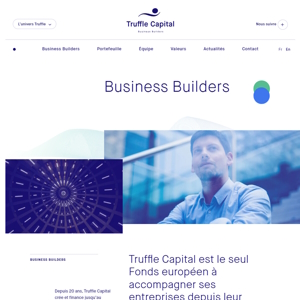 L'univers Truffle
Truffle Capital
Business Builders
Nous suivre
Business Builders
Portefeuille
Équipe
Valeurs
Actualités
Contact
Fr
En
Business Builders
BUSINESS BUILDERS
Truffle Capital est le seul
Fonds européen à
accompagner ses
entreprises depuis leur
Depuis 20 ans, Truffle Capital
crée et finance jusqu'au